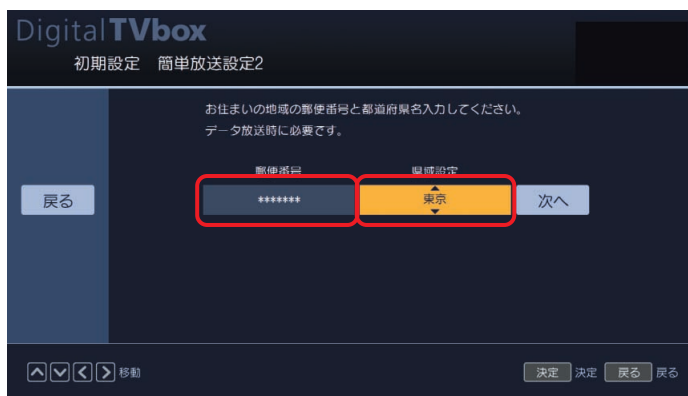 Digital TVbox
初期設定 簡単放送設定2
お住まいの地域の郵便番号と都道府県名入力してください。
データ放送時に必要です。
郵便番号 県域設定
戻る ******* 東京 次へ
移動 決定 決定 戻る 戻る